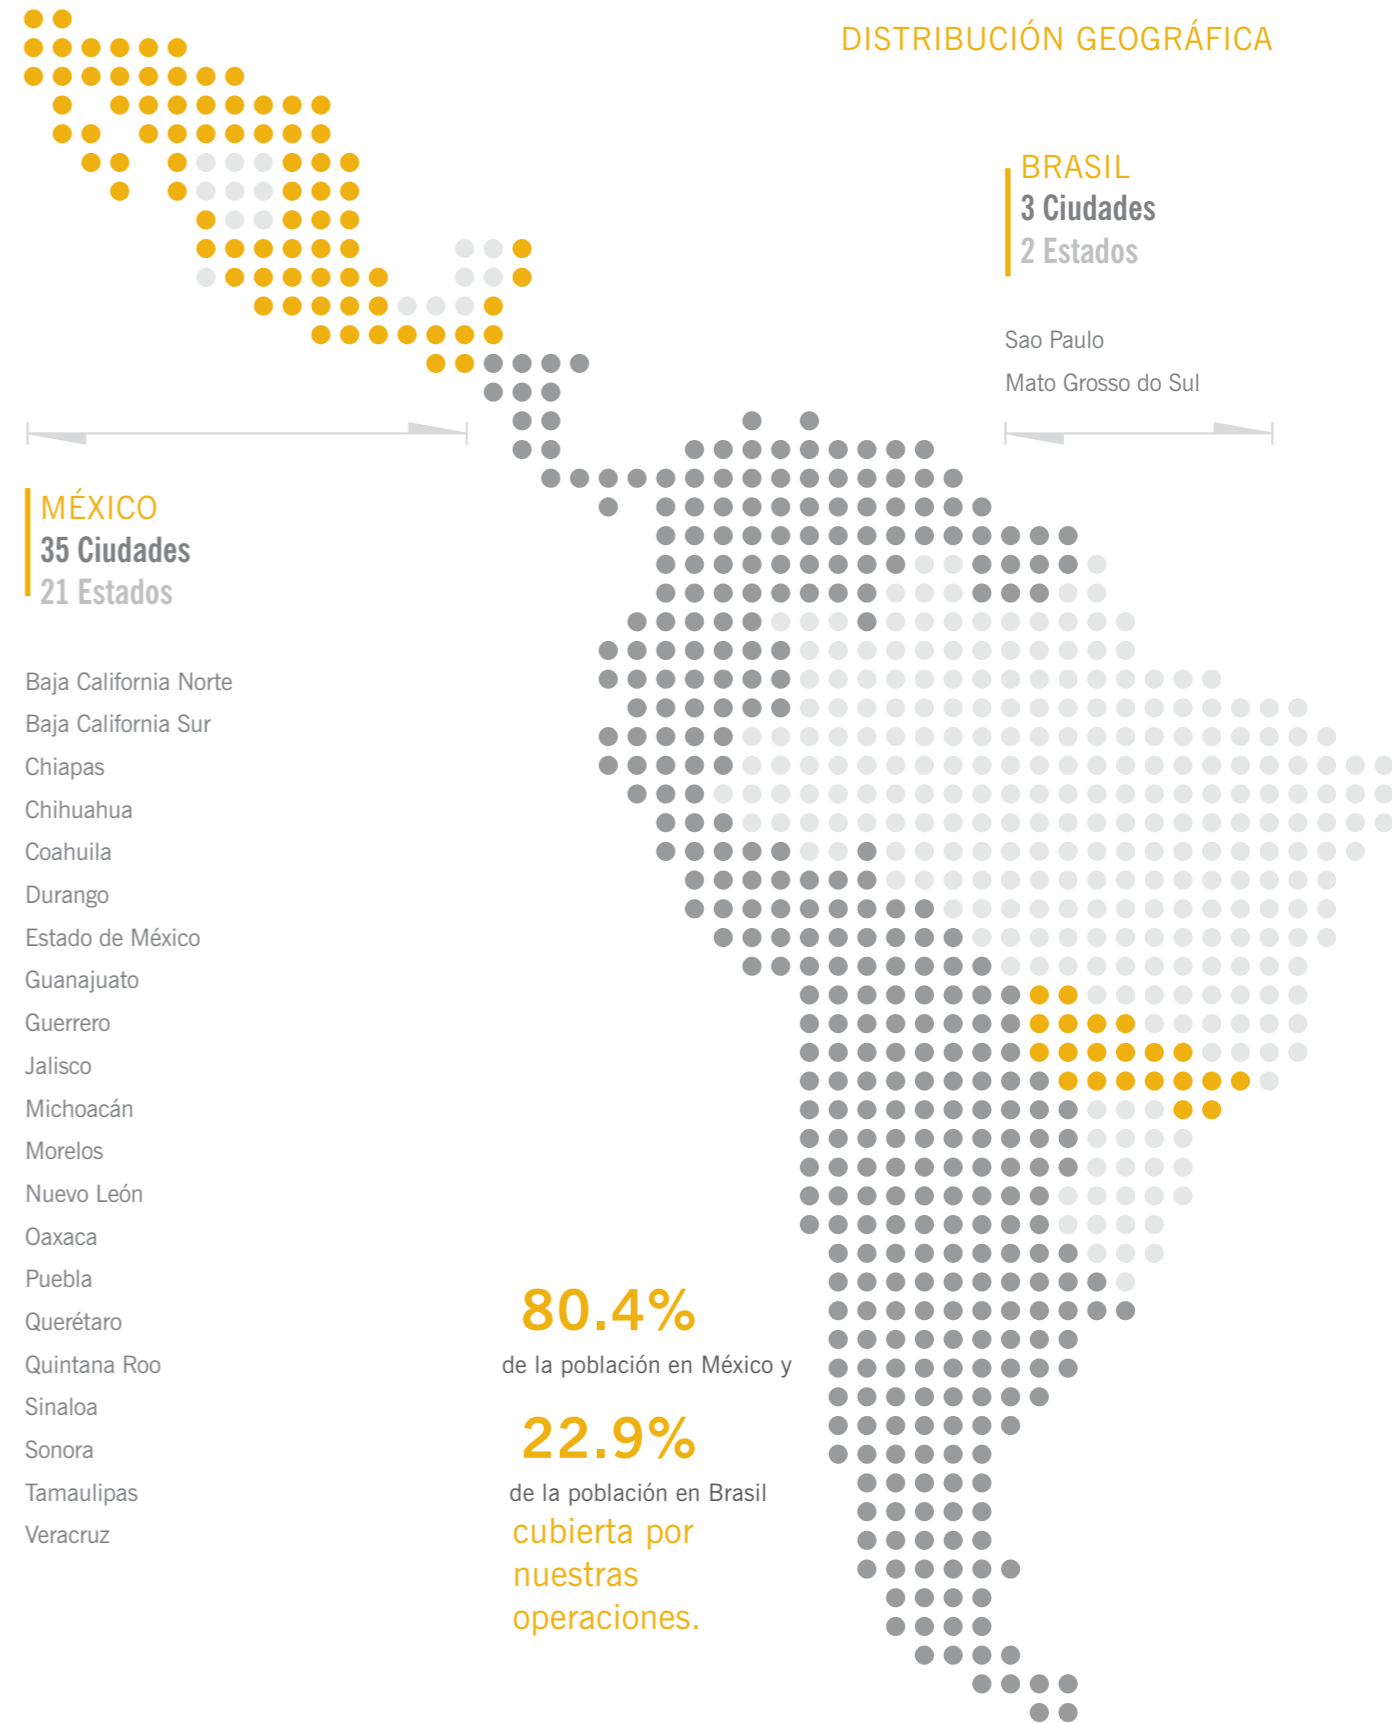 DISTRIBUCIÓN GEOGRÁFICA
BRASIL
3 Ciudades
2 Estados
Sao Paulo
Mato Grosso do Sul
MÉXICO
35 Ciudades
21 Estados
Baja California Norte
Baja California Sur
Chiapas
Chihuahua
Coahuila
Durango
Estado de México
Guanajuato
Guerrero
Jalisco
Michoacán
Morelos
Nuevo León
Oaxaca
Puebla
Querétaro
Quintana Roo
Sinaloa
Sonora
Tamaulipas
Veracruz
80.4%
de la población en México y
22.9%
de la población en Brasil
cubierta por
nuestras
operaciones.